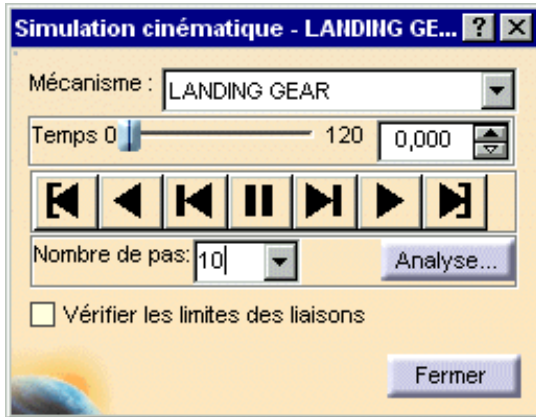 Simulation cinématique - LANDING GE... ? X
Mécanisme : LANDING GEAR
Temps 0 120 0,000
Nombre de pas: 10 Analyse...
Vérifier les limites des liaisons
Fermer